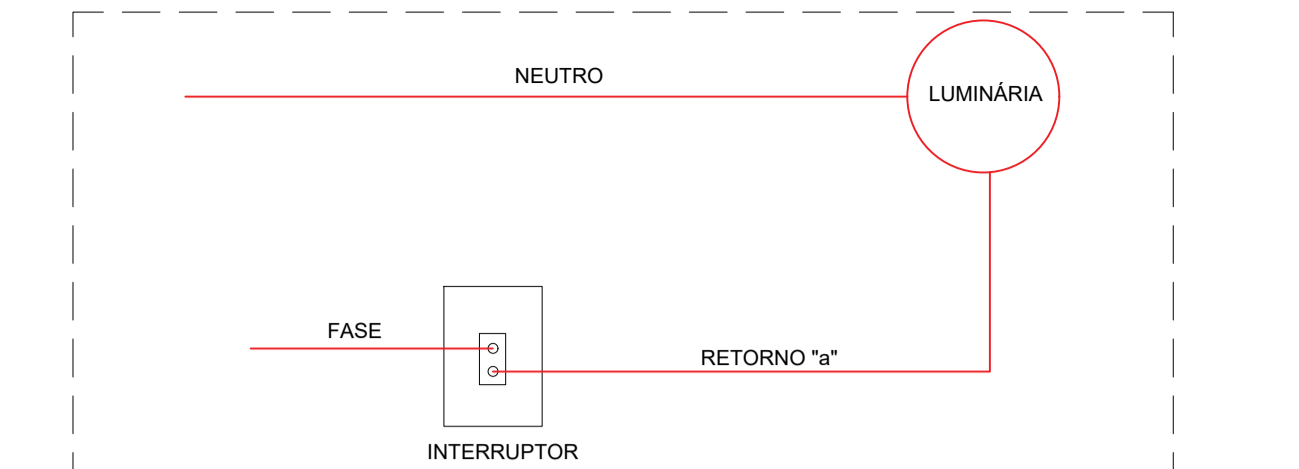 NEUTRO
LUMINÁRIA
FASE
RETORNO "a"
INTERRUPTOR